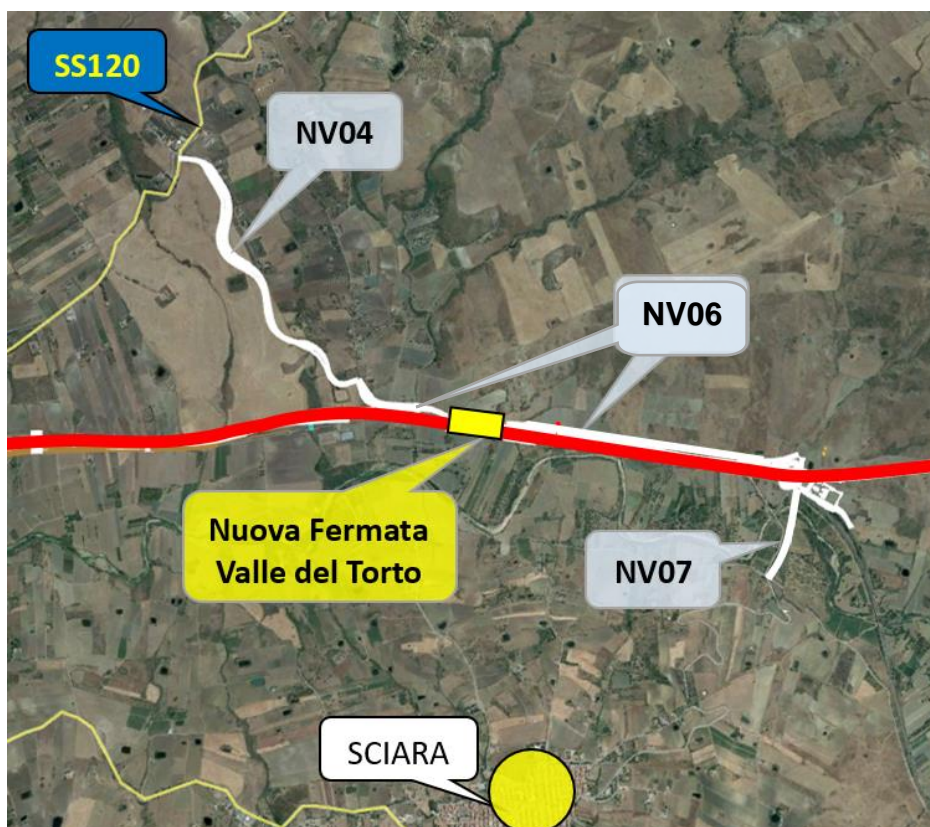 SS120
NV04
NV06
Nuova Fermata
Valle del Torto
NV07
SCIARA